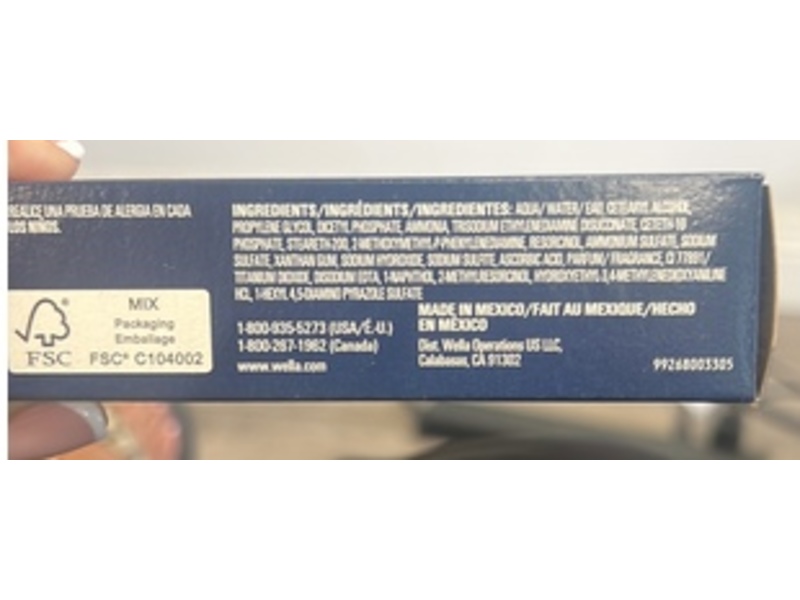 REALICE UNA PRUEBA DE ALERGIA EN CADA
LOS NIÑOS.
MIX
Packaging
Emballage
FSC
FSC® C104002
INGREDIENTS/INGRÉDIENTS/INGREDIENTES: AQUA/ WATER/ EAU, CETEARYL ALCOHOL,
PROPYLENE GLYCOL, DICETYL PHOSPHATE, AMMONIA, TRISODIUM ETHYLENEDIAMINE DISUCCINATE, CETETH-10
PHOSPHATE, STEARETH-200, 2-METHOXYMETHYL-P-PHENYLENEDIAMINE, RESORCINOL, AMMONIUM SULFATE, SODIUM
SULFATE, XANTHAN GUM, SODIUM HYDROXIDE, SODIUM SULFITE, ASCORBIC ACID, PARFUM/ FRAGRANCE, CI 77891/
TITANIUM DIOXIDE, DISODIUM EDTA, 1-NAPHTHOL, 2-METHYLRESORCINOL, HYDROXYETHYL-3,4-METHYLENEDIOXYANILINE
HCL, 1-HEXYL 4,5-DIAMINO PYRAZOLE SULFATE
1-800-935-5273 (USA/É.-U.)
1-800-267-1962 (Canada)
www.wella.com
MADE IN MEXICO/FAIT AU MEXIQUE/HECHO
EN MÉXICO
Dist. Wella Operations US LLC,
Calabasas, CA 91302
99268003305